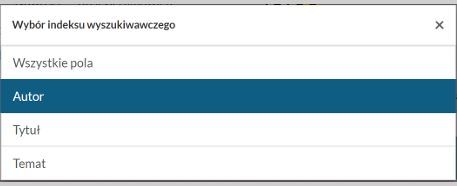 Wybór indeksu wyszukiwawczego
Wszystkie pola
Autor
Tytuł
Temat